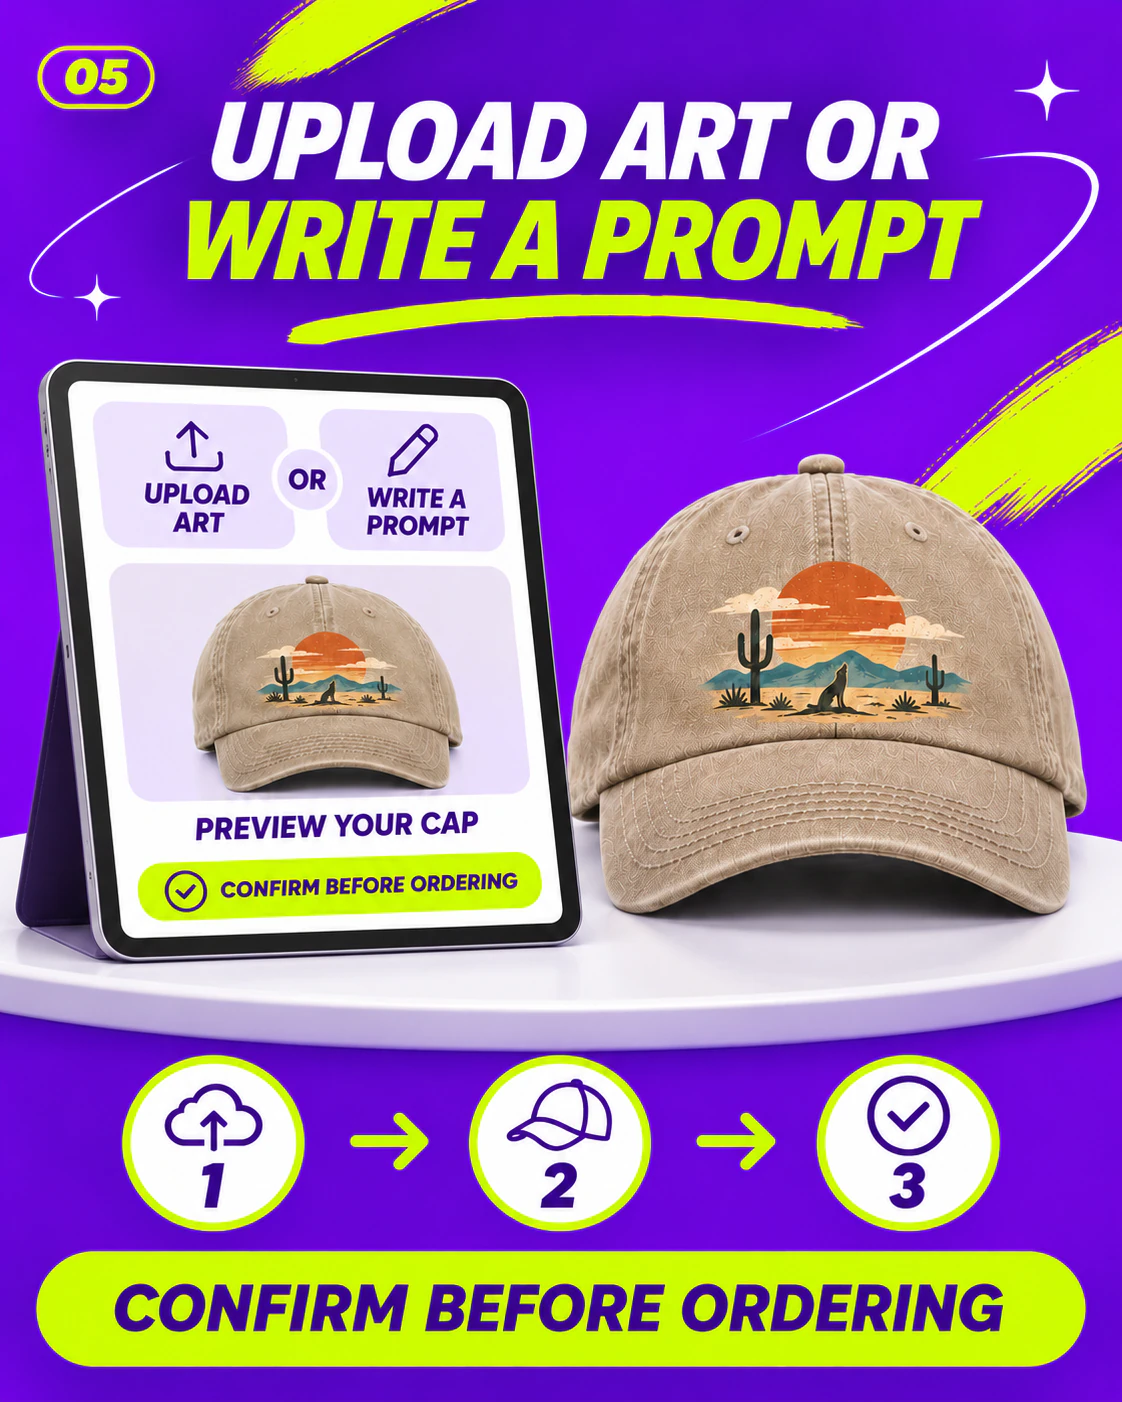 05
UPLOAD ART OR
WRITE A PROMPT
UPLOAD
ART
OR
WRITE A
PROMPT
PREVIEW YOUR CAP
CONFIRM BEFORE ORDERING
1
2
3
CONFIRM BEFORE ORDERING